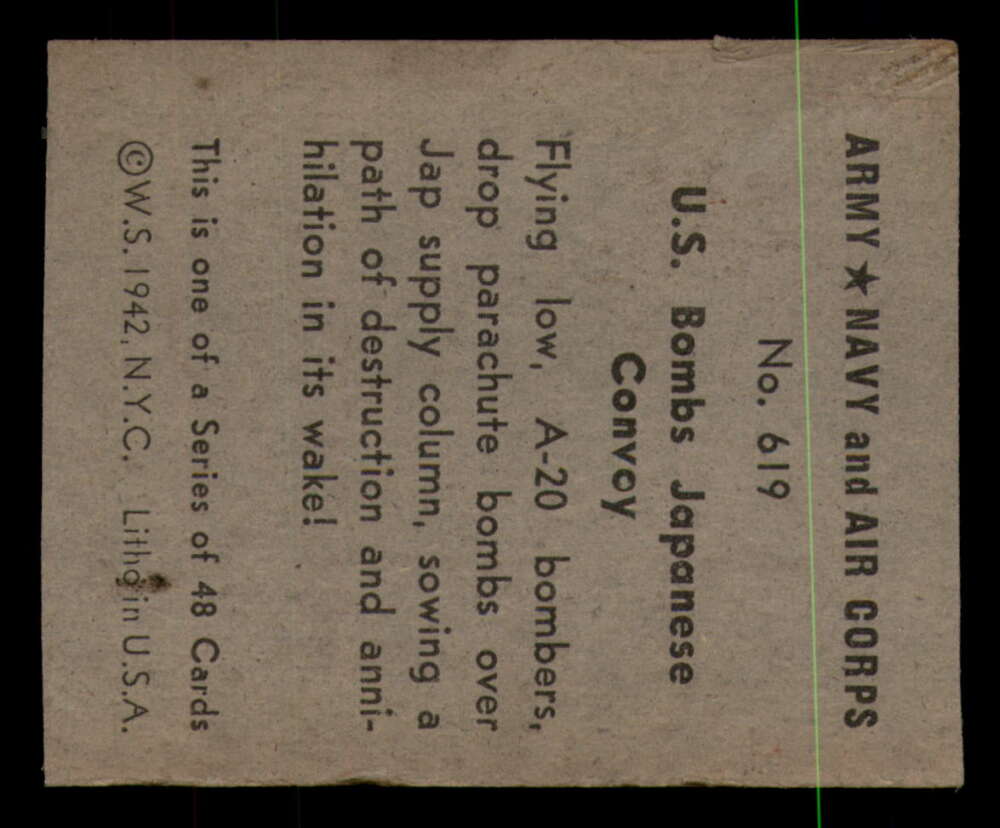 ARMY ★ NAVY and AIR CORPS
No. 619
U.S. Bombs Japanese
Convoy
Flying low, A-20 bombers,
drop parachute bombs over
Jap supply column, sowing a
path of destruction and anni-
hilation in its wake!
This is one of a Series of 48 Cards
©W.S. 1942. N.Y.C. Litho in U.S.A.